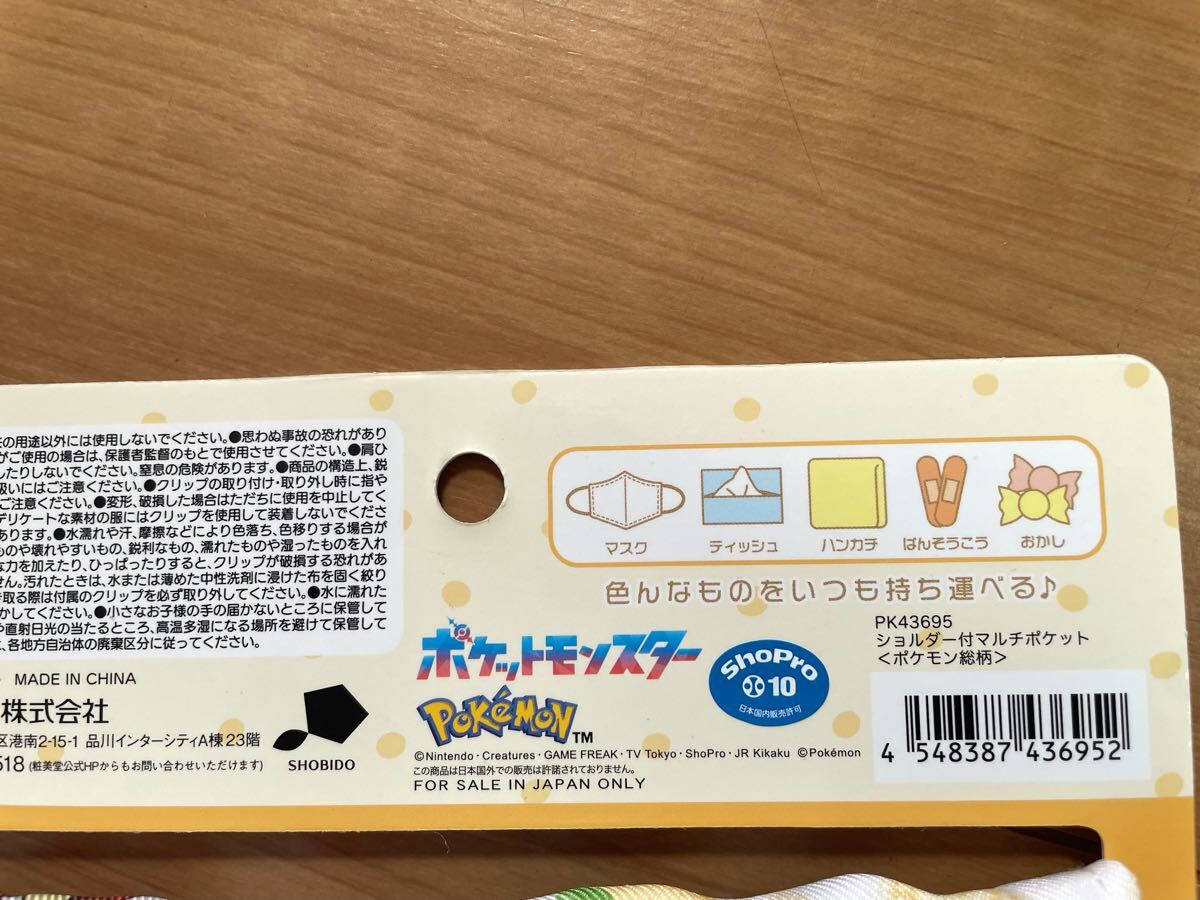 の用途以外には使用しないでください。●思わぬ事故の恐れがあり
がご使用の場合は、保護者監督のもとで使用させてください。●肩ひ
したりしないでください。窒息の危険があります。●商品の構造上、鋭
扱いにはご注意ください。●クリップの取り付け・取り外し時に指や
ご注意ください。●変形、破損した場合はただちに使用を中止してく
デリケートな素材の服にはクリップを使用して装着しないでくださ
あります。●水濡れや汗、摩擦などにより色落ち、色移りする場合が
ものや壊れやすいもの、鋭利なもの、濡れたものや湿ったものを入れ
な力を加えたり、ひっぱったりすると、クリップが破損する恐れがあ
せん。汚れたときは、水または薄めた中性洗剤に浸けた布を固く絞り
き取る際は付属のクリップを必ず取り外してください。●水に濡れた
かしてください。●小さなお子様の手の届かないところに保管して
や直射日光の当たるところ、高温多湿になる場所を避けて保管して
、各地方自治体の廃棄区分に従ってください。
MADE IN CHINA
株式会社
区港南2-15-1 品川インターシティA棟23階
518 (粧美堂公式HPからもお問い合わせいただけます)
SHOBIDO
マスク ティッシュ ハンカチ ばんそうこう おかし
色んなものをいつも持ち運べる♪
ポケットモンスター
POKéMON™
ShoPro
10
日本国内販売許可
©Nintendo・Creatures・GAME FREAK・TV Tokyo・ShoPro・JR Kikaku ©Pokémon
この商品は日本国外での販売は許諾されておりません。
FOR SALE IN JAPAN ONLY
PK43695
ショルダー付マルチポケット
<ポケモン総柄>
4 548387 436952